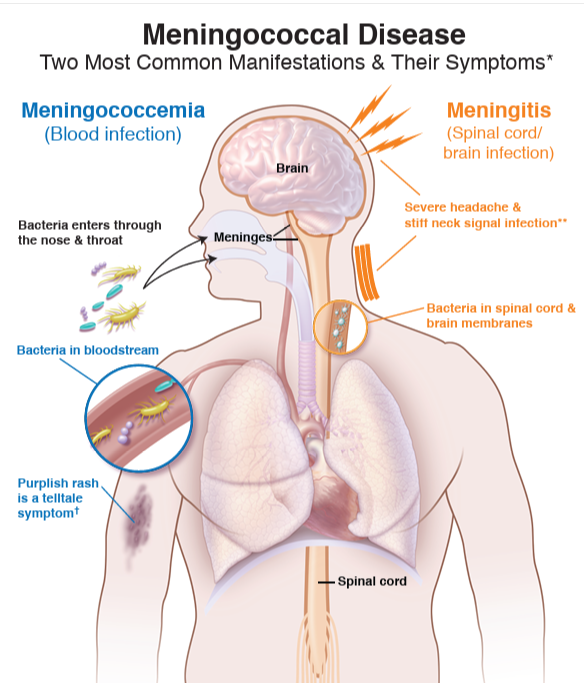 Meningococcal Disease
Two Most Common Manifestations & Their Symptoms*
Meningococcemia
(Blood infection)
Meningitis
(Spinal cord/
brain infection)
Brain
Severe headache &
stiff neck signal infection**
Bacteria enters through
the nose & throat
Meninges
Bacteria in spinal cord &
brain membranes
Bacteria in bloodstream
Purplish rash
is a telltale
symptom†
Spinal cord